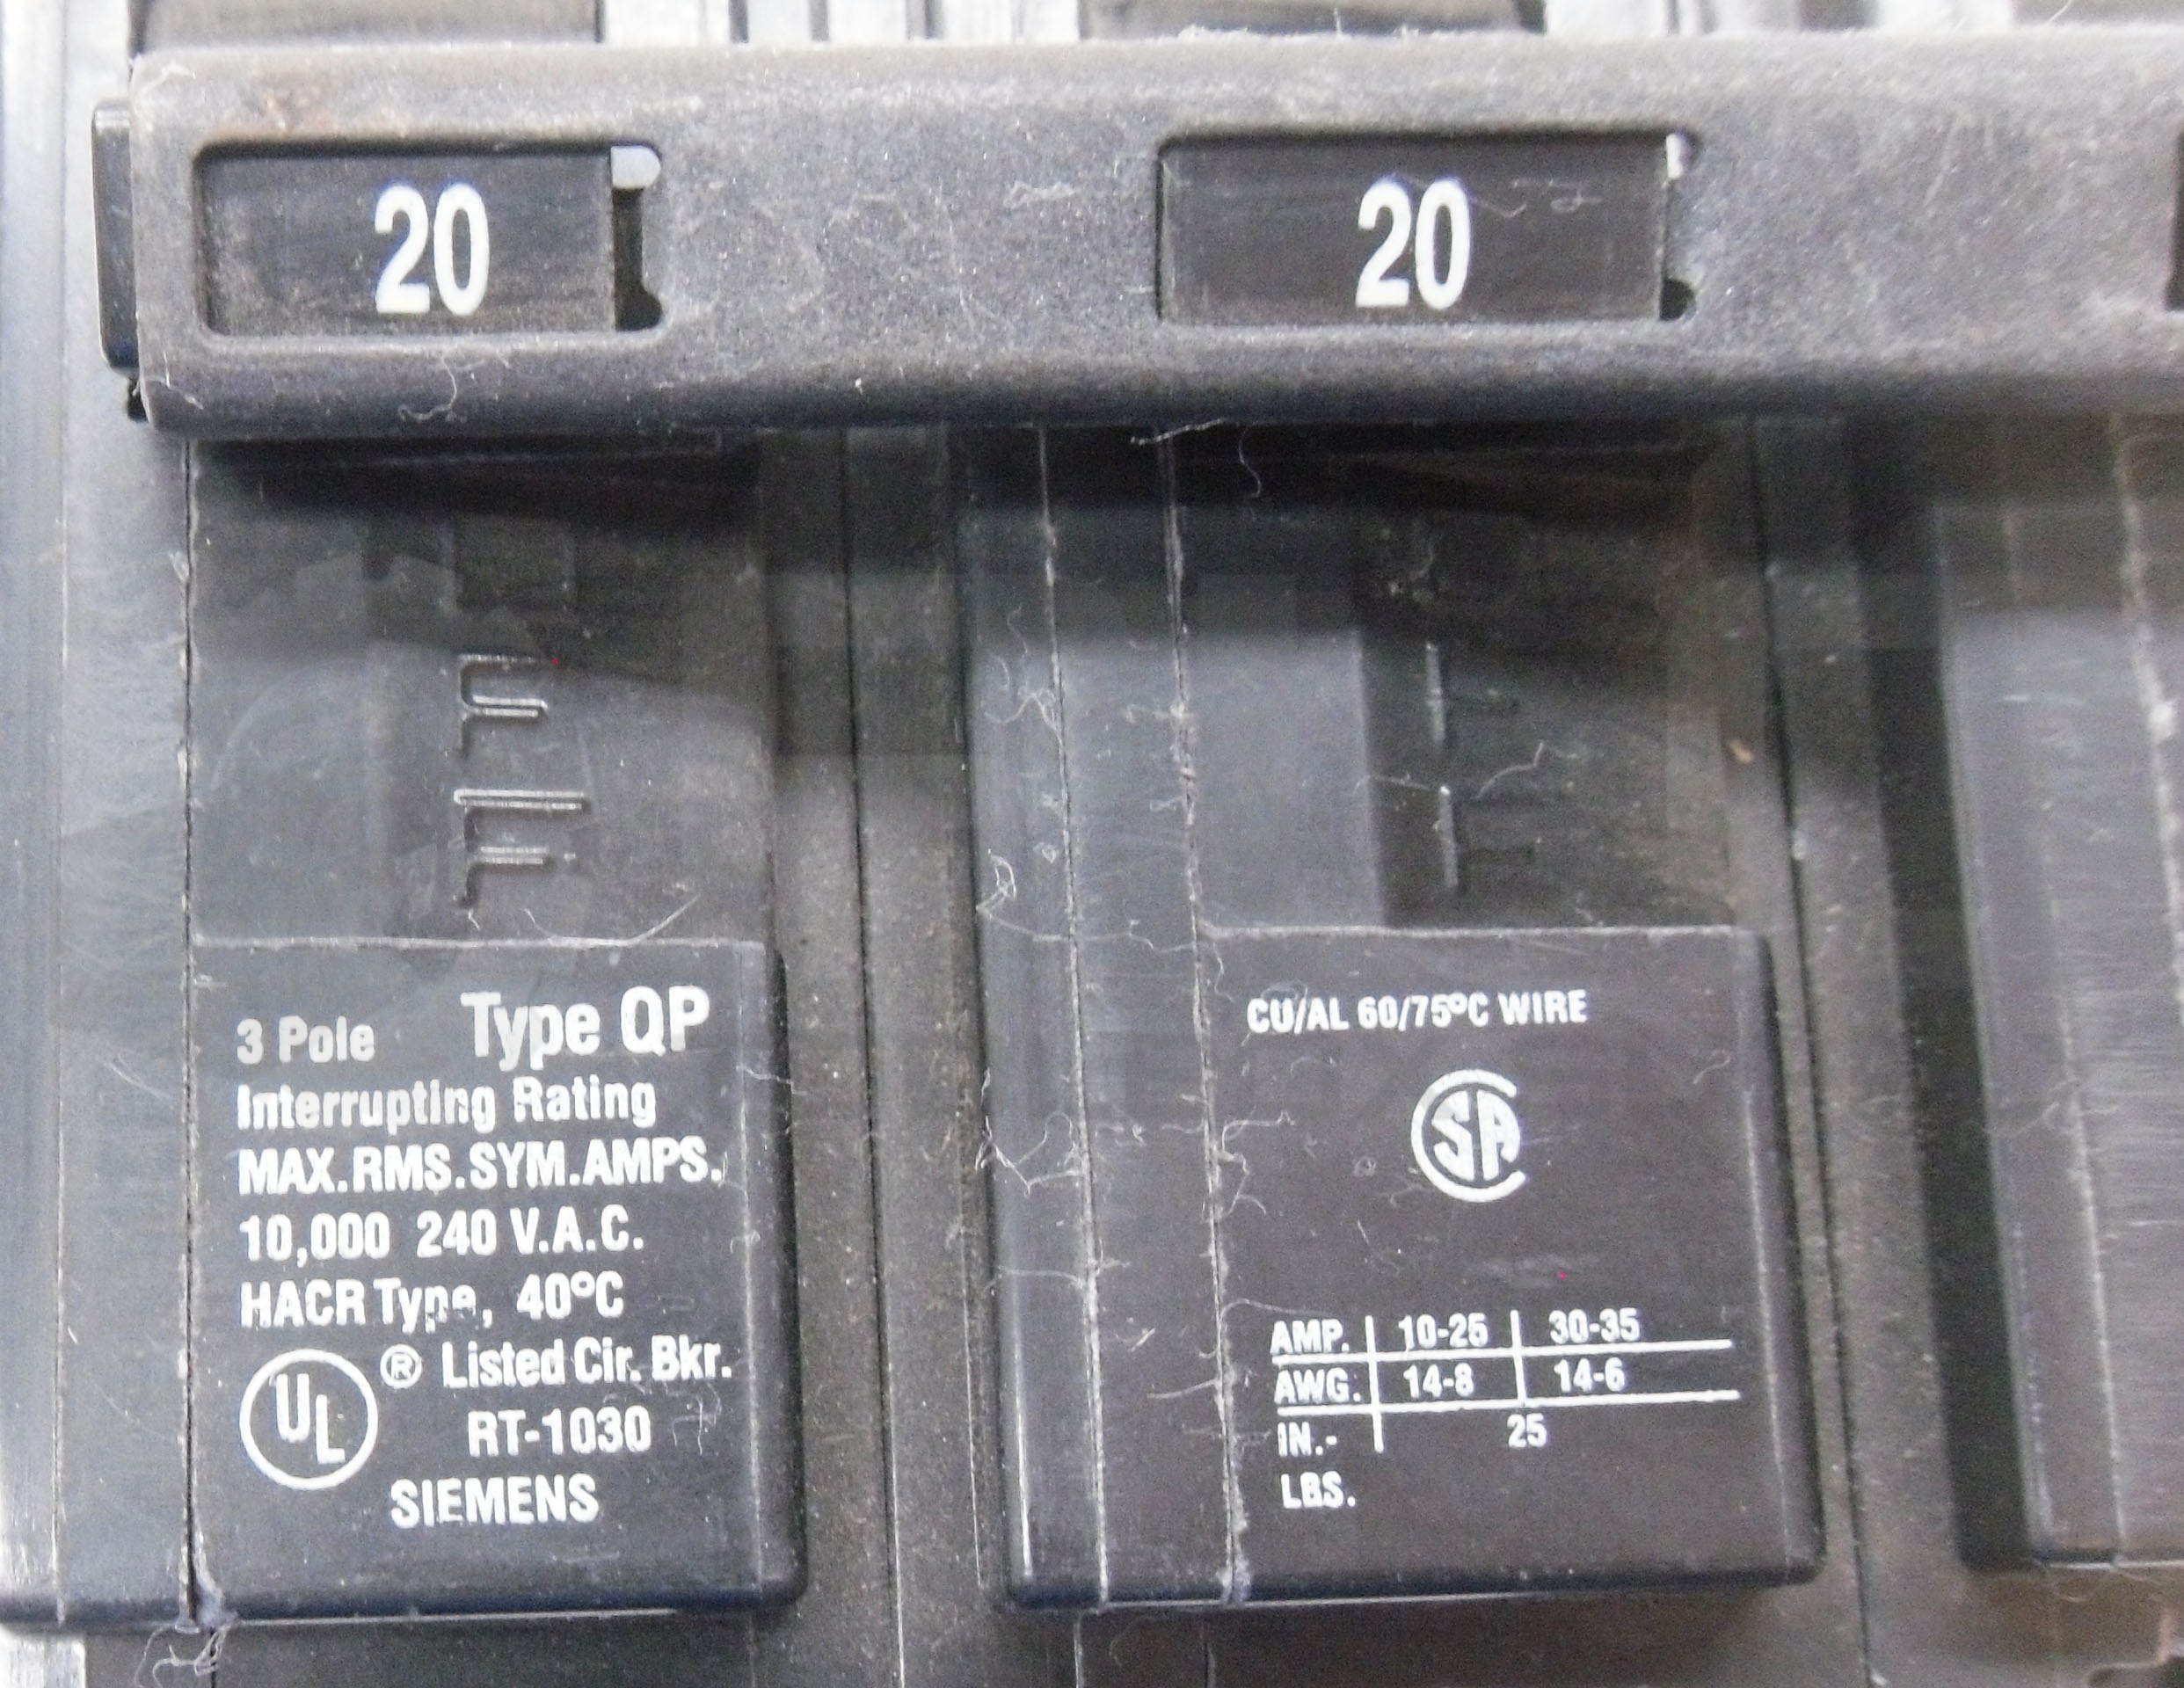 20
20
OFF
3 Pole Type QP
Interrupting Rating
MAX.RMS.SYM.AMPS.
10,000 240 V.A.C.
HACR Type, 40°C
UL ® Listed Cir. Bkr.
RT-1030
SIEMENS
CU/AL 60/75°C WIRE
SA
AMP. 10-25 30-35
AWG. 14-8 14-6
IN.- 25
LBS.